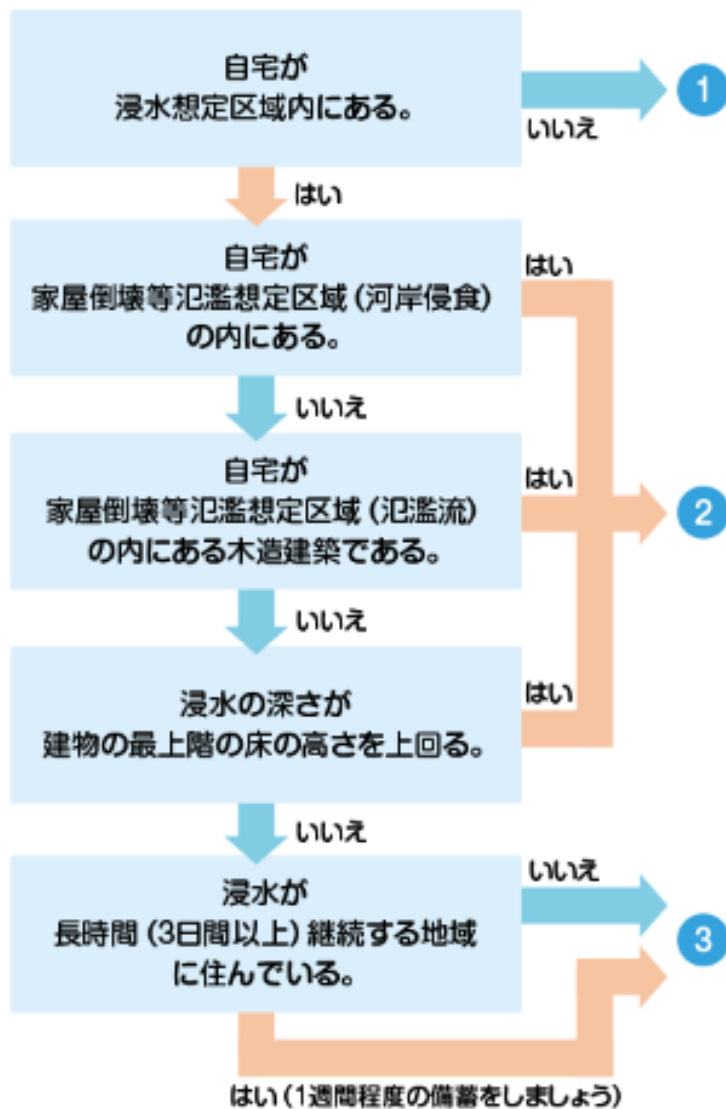 自宅が
浸水想定区域内にある。
いいえ
1
はい
自宅が
家屋倒壊等氾濫想定区域（河岸侵食）
の内にある。
はい
いいえ
自宅が
家屋倒壊等氾濫想定区域（氾濫流）
の内にある木造建築である。
はい
2
いいえ
浸水の深さが
建物の最上階の床の高さを上回る。
はい
いいえ
浸水が
長時間（3日間以上）継続する地域
に住んでいる。
いいえ
3
はい（1週間程度の備蓄をしましょう）